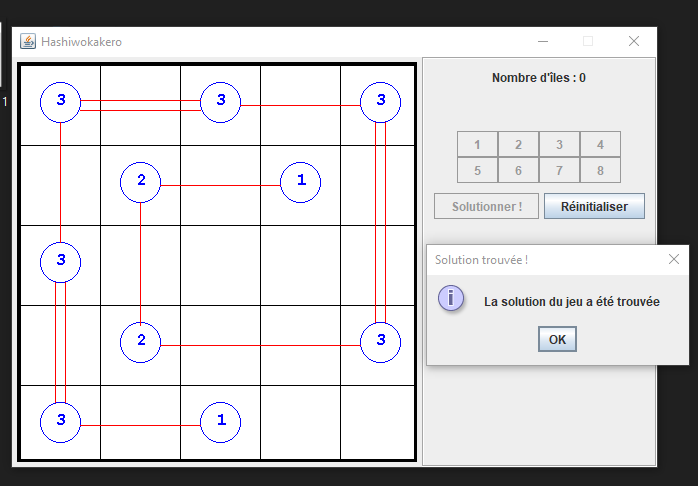 Hashiwokakero
1
3 3 3
2 1
3
2 3
3 1
Nombre d'îles : 0
1 2 3 4
5 6 7 8
Solutionner !
Réinitialiser
Solution trouvée !
i
La solution du jeu a été trouvée
OK